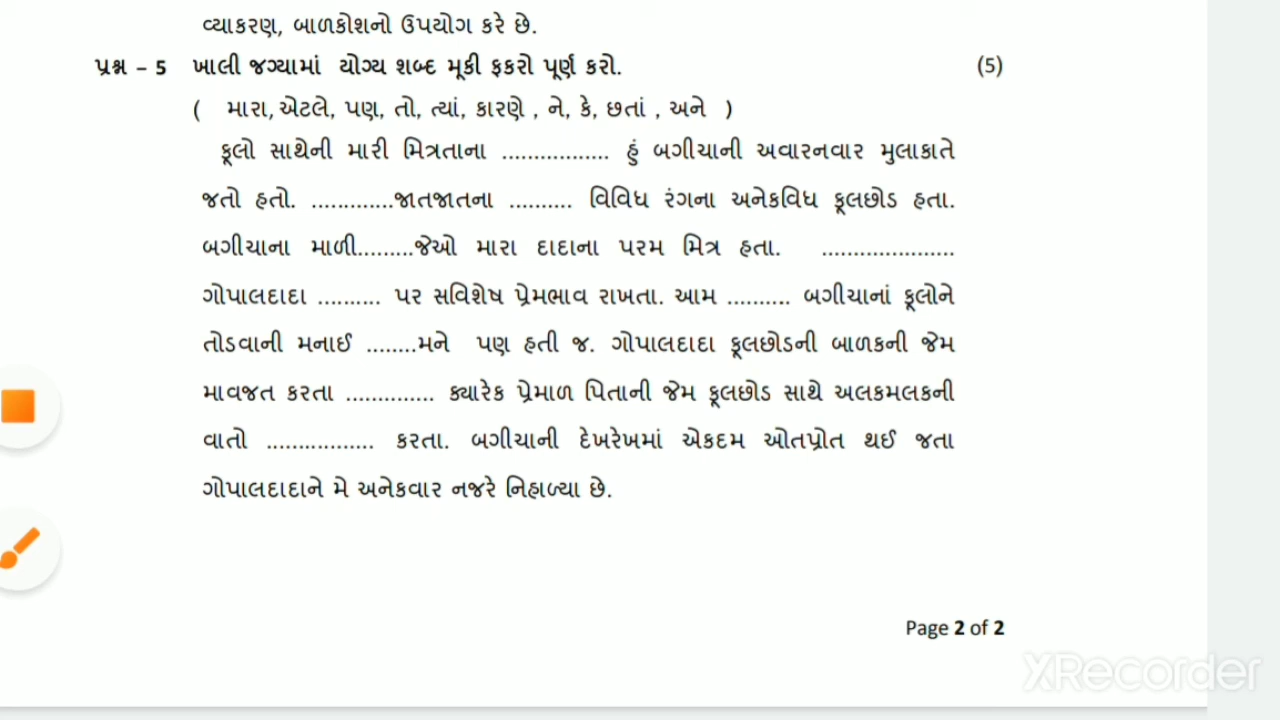 વ્યાકરણ, બાળકોશનો ઉપયોગ કરે છે.
પ્રશ્ન – 5 ખાલી જગ્યામાં યોગ્ય શબ્દ મૂકી ફકરો પૂર્ણ કરો. (5)
( મારા, એટલે, પણ, તો, ત્યાં, કારણે , ને, કે, છતાં , અને )
ફૂલો સાથેની મારી મિત્રતાના ................. હું બગીચાની અવારનવાર મુલાકાતે
જતો હતો. .............જાતજાતના .......... વિવિધ રંગના અનેકવિધ ફૂલછોડ હતા.
બગીચાના માળી.........જેઓ મારા દાદાના પરમ મિત્ર હતા. .....................
ગોપાલદાદા .......... પર સવિશેષ પ્રેમભાવ રાખતા. આમ .......... બગીચાનાં ફૂલોને
તોડવાની મનાઈ ........મને પણ હતી જ. ગોપાલદાદા ફૂલછોડની બાળકની જેમ
માવજત કરતા .............. ક્યારેક પ્રેમાળ પિતાની જેમ ફૂલછોડ સાથે અલકમલકની
વાતો ................. કરતા. બગીચાની દેખરેખમાં એકદમ ઓતપ્રોત થઈ જતા
ગોપાલદાદાને મે અનેકવાર નજરે નિહાળ્યા છે.
Page 2 of 2
XRecorder